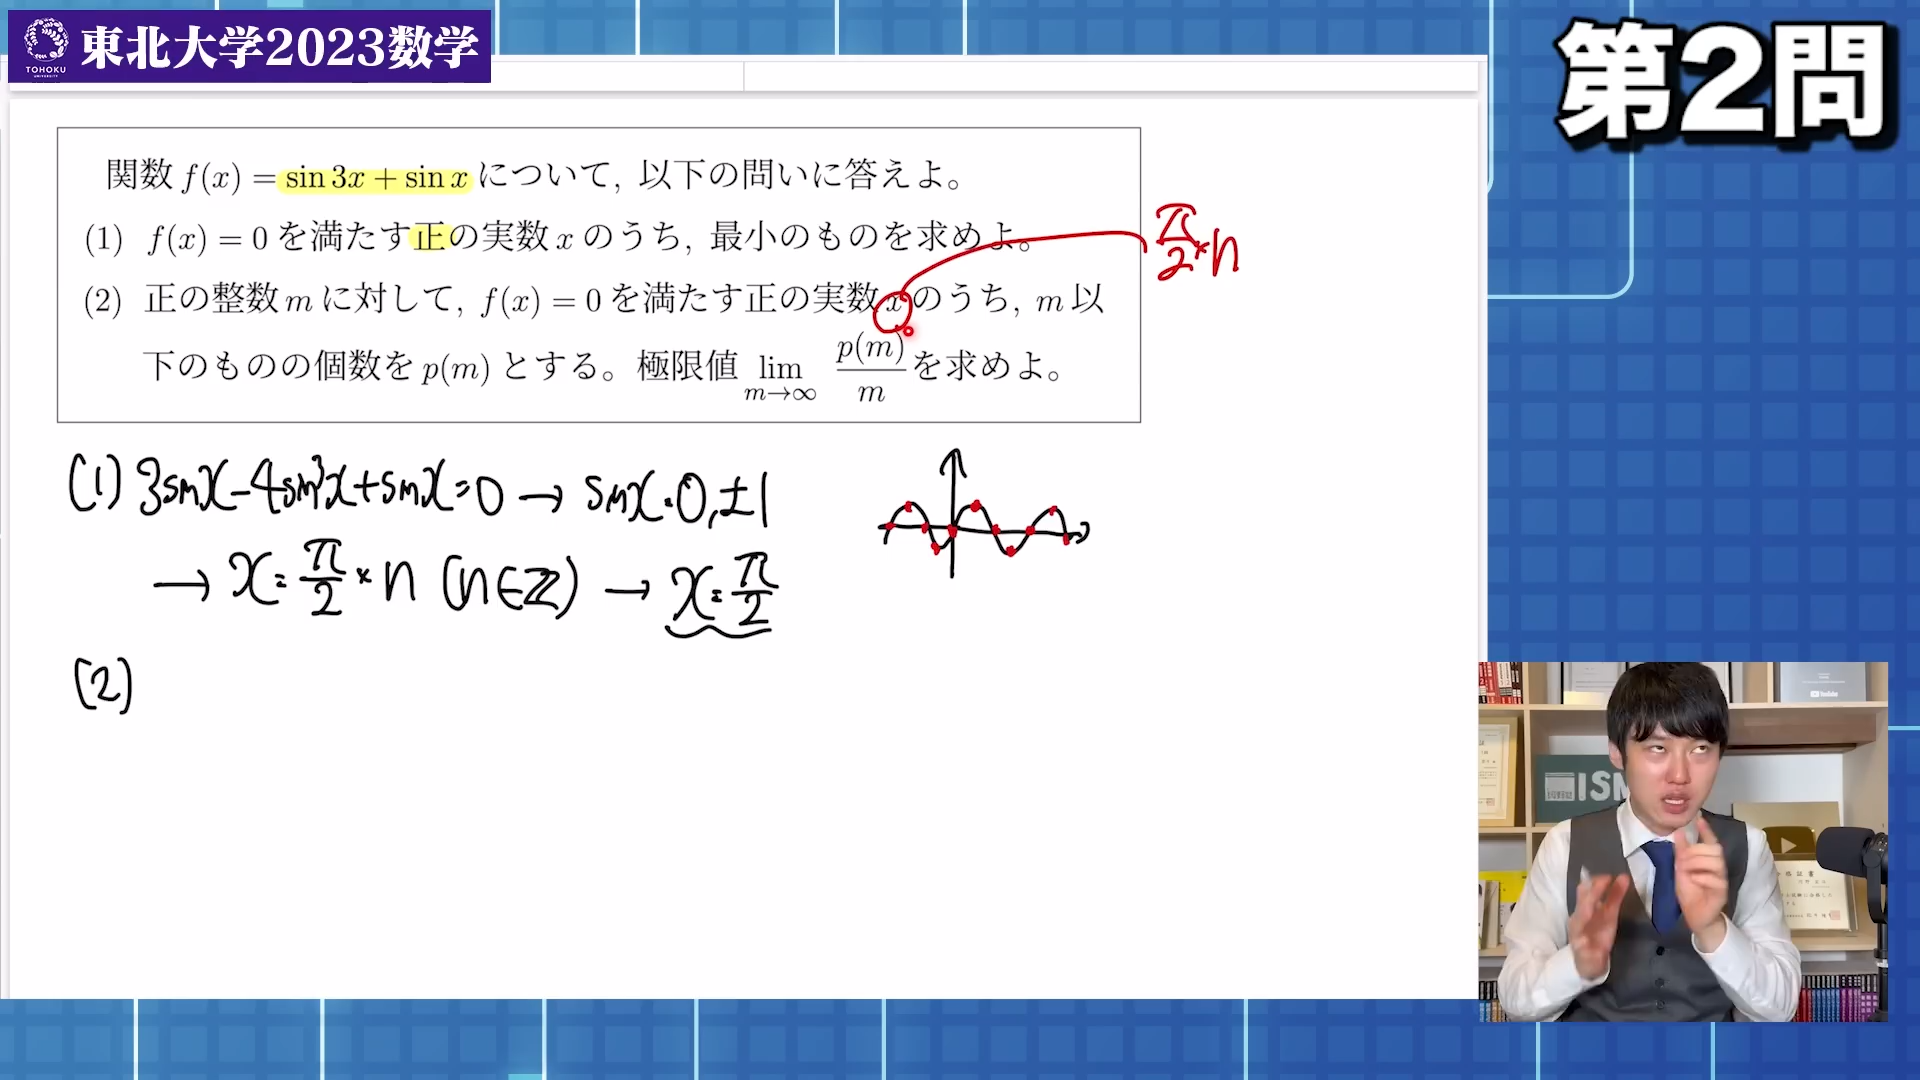 東北大学2023数学
TOHOKU
UNIVERSITY
第2問
関数 f(x) = sin 3x + sin x について, 以下の問いに答えよ。
(1) f(x) = 0 を満たす正の実数 x のうち, 最小のものを求めよ。
(2) 正の整数 m に対して, f(x) = 0 を満たす正の実数 x のうち, m 以
下のものの個数を p(m) とする。極限値 lim_{m→∞} p(m)/m を求めよ。
π/2 × n
(1) 3sinx - 4sin³x + sinx = 0 → sinx = 0, ±1
→ x = π/2 × n (n∈ℤ) → x = π/2
(2)
ISM
YouTube